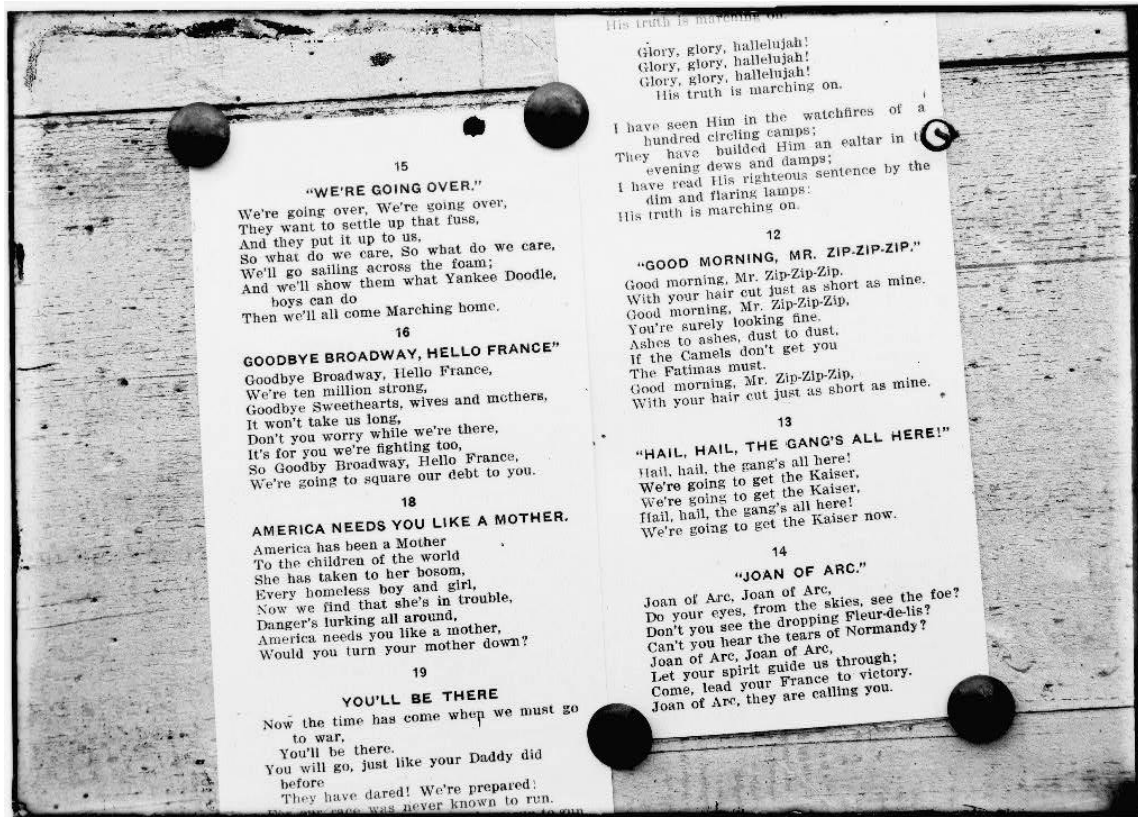 15
"WE'RE GOING OVER."
We're going over, We're going over,
They want to settle up that fuss,
And they put it up to us,
So what do we care, So what do we care,
We'll go sailing across the foam;
And we'll show them what Yankee Doodle,
boys can do
Then we'll all come Marching home.
16
GOODBYE BROADWAY, HELLO FRANCE"
Goodbye Broadway, Hello France,
We're ten million strong,
Goodbye Sweethearts, wives and mothers,
It won't take us long,
Don't you worry while we're there,
It's for you we're fighting too,
So Goodby Broadway, Hello France,
We're going to square our debt to you.
18
AMERICA NEEDS YOU LIKE A MOTHER.
America has been a Mother
To the children of the world
She has taken to her bosom,
Every homeless boy and girl,
Now we find that she's in trouble,
Danger's lurking all around,
America needs you like a mother,
Would you turn your mother down?
19
YOU'LL BE THERE
Now the time has come when we must go
to war,
You'll be there.
You will go, just like your Daddy did
before
They have dared! We're prepared!
For our race was never known to run.
His truth is marching on.
Glory, glory, hallelujah!
Glory, glory, hallelujah!
Glory, glory, hallelujah!
His truth is marching on.
I have seen Him in the watchfires of a
hundred circling camps;
They have builded Him an ealtar in
evening dews and damps;
I have read His righteous sentence by the
dim and flaring lamps:
His truth is marching on.
12
"GOOD MORNING, MR. ZIP-ZIP-ZIP."
Good morning, Mr. Zip-Zip-Zip.
With your hair cut just as short as mine.
Good morning, Mr. Zip-Zip-Zip,
You're surely looking fine.
Ashes to ashes, dust to dust,
If the Camels don't get you
The Fatimas must.
Good morning, Mr. Zip-Zip-Zip,
With your hair cut just as short as mine.
13
"HAIL, HAIL, THE GANG'S ALL HERE!"
Hail, hail, the gang's all here!
We're going to get the Kaiser,
We're going to get the Kaiser,
Hail, hail, the gang's all here!
We're going to get the Kaiser now.
14
"JOAN OF ARC."
Joan of Arc, Joan of Arc,
Do your eyes, from the skies, see the foe?
Don't you see the dropping Fleur-de-lis?
Can't you hear the tears of Normandy?
Joan of Arc, Joan of Arc,
Let your spirit guide us through;
Come, lead your France to victory.
Joan of Arc, they are calling you.